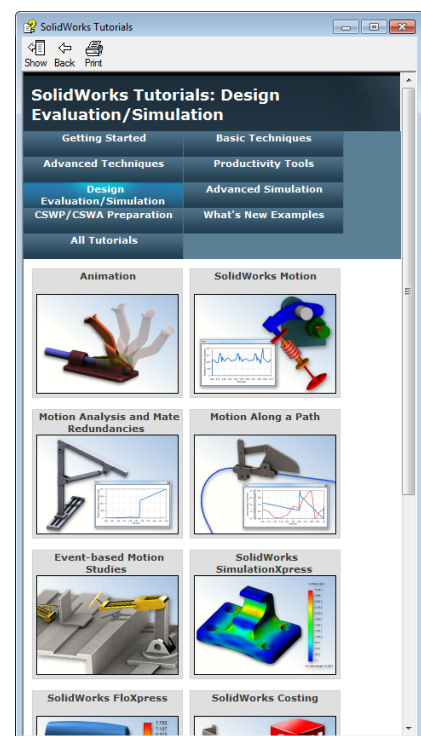 SolidWorks Tutorials
Show Back Print
SolidWorks Tutorials: Design
Evaluation/Simula
tion
Getting Started
Basic Techniques
Advanced Techniques
Productivity Tools
Design
Evaluation/Simulation
Advanced Simulation
CSWP/CSWA Preparation
What's New Examples
All Tutorials
Animation
SolidWorks Motion
Motion Analysis and Mate
Redundancies
Motion Along a Path
Event-based Motion
Studies
SolidWorks
SimulationXpress
SolidWorks FloXpress
SolidWorks Costing